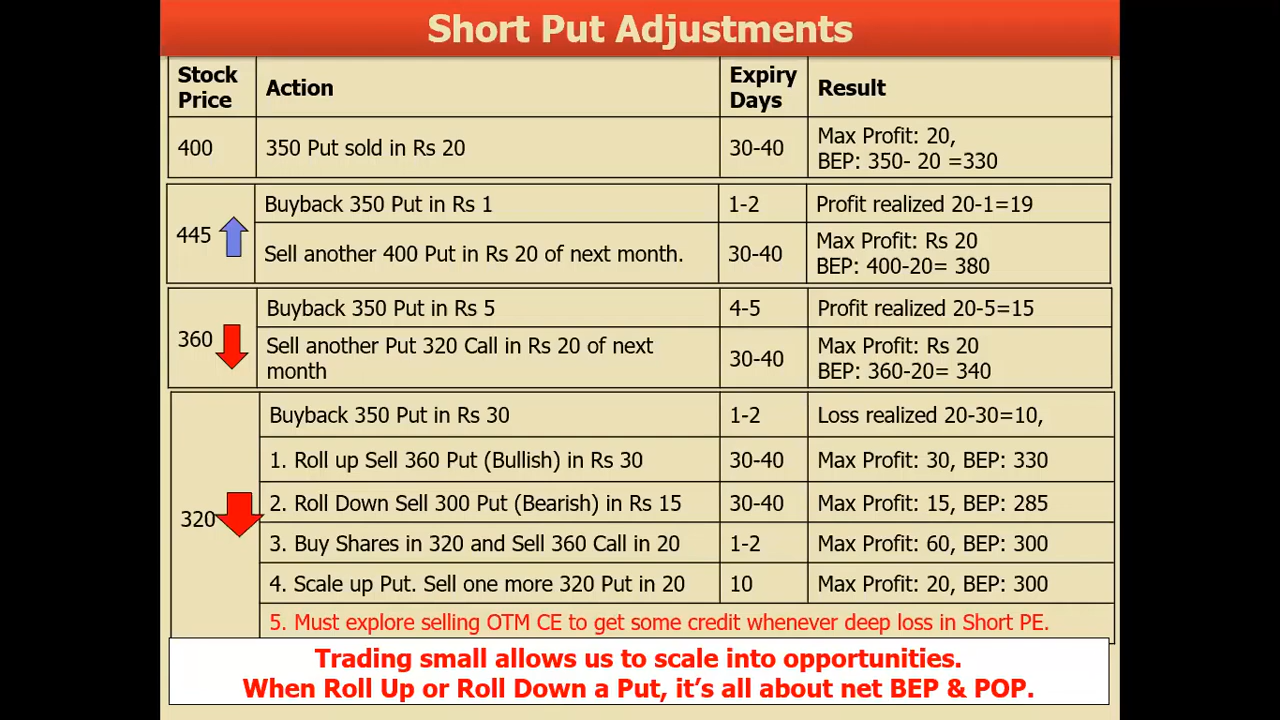 Short Put Adjustments
Stock Price Action Expiry Days Result
400 350 Put sold in Rs 20 30-40 Max Profit: 20,
BEP: 350- 20 =330
445 Buyback 350 Put in Rs 1 1-2 Profit realized 20-1=19
Sell another 400 Put in Rs 20 of next month. 30-40 Max Profit: Rs 20
BEP: 400-20= 380
360 Buyback 350 Put in Rs 5 4-5 Profit realized 20-5=15
Sell another Put 320 Call in Rs 20 of next
month 30-40 Max Profit: Rs 20
BEP: 360-20= 340
320 Buyback 350 Put in Rs 30 1-2 Loss realized 20-30=10,
1. Roll up Sell 360 Put (Bullish) in Rs 30 30-40 Max Profit: 30, BEP: 330
2. Roll Down Sell 300 Put (Bearish) in Rs 15 30-40 Max Profit: 15, BEP: 285
3. Buy Shares in 320 and Sell 360 Call in 20 1-2 Max Profit: 60, BEP: 300
4. Scale up Put. Sell one more 320 Put in 20 10 Max Profit: 20, BEP: 300
5. Must explore selling OTM CE to get some credit whenever deep loss in Short PE.
Trading small allows us to scale into opportunities.
When Roll Up or Roll Down a Put, it's all about net BEP & POP.